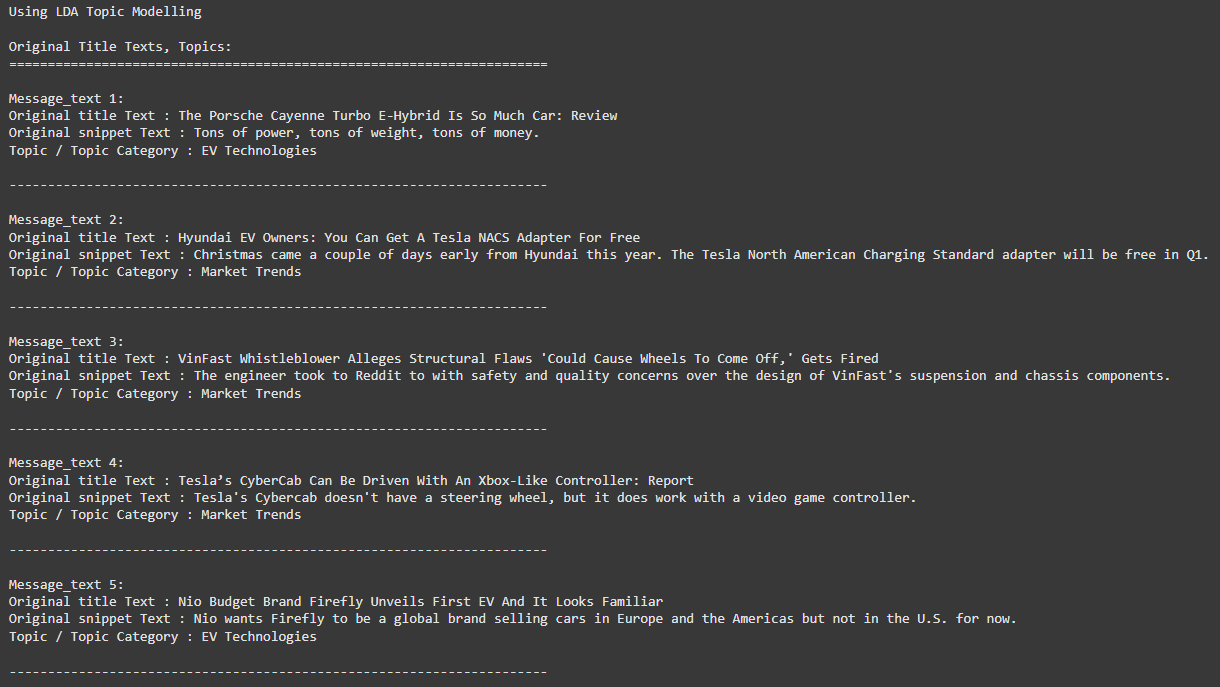 Using LDA Topic Modelling
Original Title Texts, Topics:
======================================================================
Message_text 1:
Original title Text : The Porsche Cayenne Turbo E-Hybrid Is So Much Car: Review
Original snippet Text : Tons of power, tons of weight, tons of money.
Topic / Topic Category : EV Technologies
----------------------------------------------------------------------
Message_text 2:
Original title Text : Hyundai EV Owners: You Can Get A Tesla NACS Adapter For Free
Original snippet Text : Christmas came a couple of days early from Hyundai this year. The Tesla North American Charging Standard adapter will be free in Q1.
Topic / Topic Category : Market Trends
----------------------------------------------------------------------
Message_text 3:
Original title Text : VinFast Whistleblower Alleges Structural Flaws 'Could Cause Wheels To Come Off,' Gets Fired
Original snippet Text : The engineer took to Reddit to with safety and quality concerns over the design of VinFast's suspension and chassis components.
Topic / Topic Category : Market Trends
----------------------------------------------------------------------
Message_text 4:
Original title Text : Tesla’s CyberCab Can Be Driven With An Xbox-Like Controller: Report
Original snippet Text : Tesla's Cybercab doesn't have a steering wheel, but it does work with a video game controller.
Topic / Topic Category : Market Trends
----------------------------------------------------------------------
Message_text 5:
Original title Text : Nio Budget Brand Firefly Unveils First EV And It Looks Familiar
Original snippet Text : Nio wants Firefly to be a global brand selling cars in Europe and the Americas but not in the U.S. for now.
Topic / Topic Category : EV Technologies
----------------------------------------------------------------------